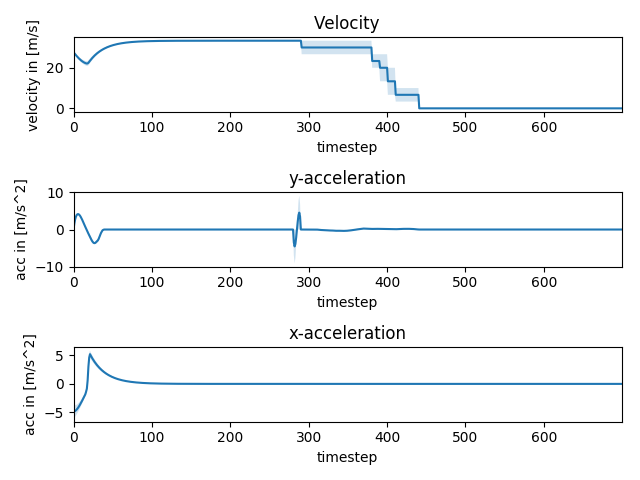 Velocity
velocity in [m/s]
20
0
0 100 200 300 400 500 600
timestep
y-acceleration
acc in [m/s^2]
10
0
−10
0 100 200 300 400 500 600
timestep
x-acceleration
acc in [m/s^2]
5
0
−5
0 100 200 300 400 500 600
timestep